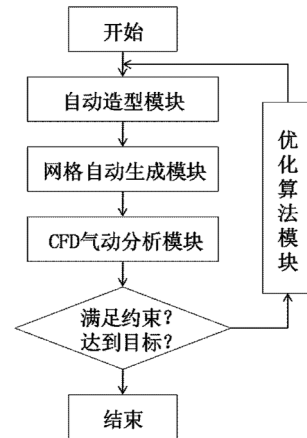 开始
自动造型模块
网格自动生成模块
CFD气动分析模块
满足约束?
达到目标?
结束
优化算法模块